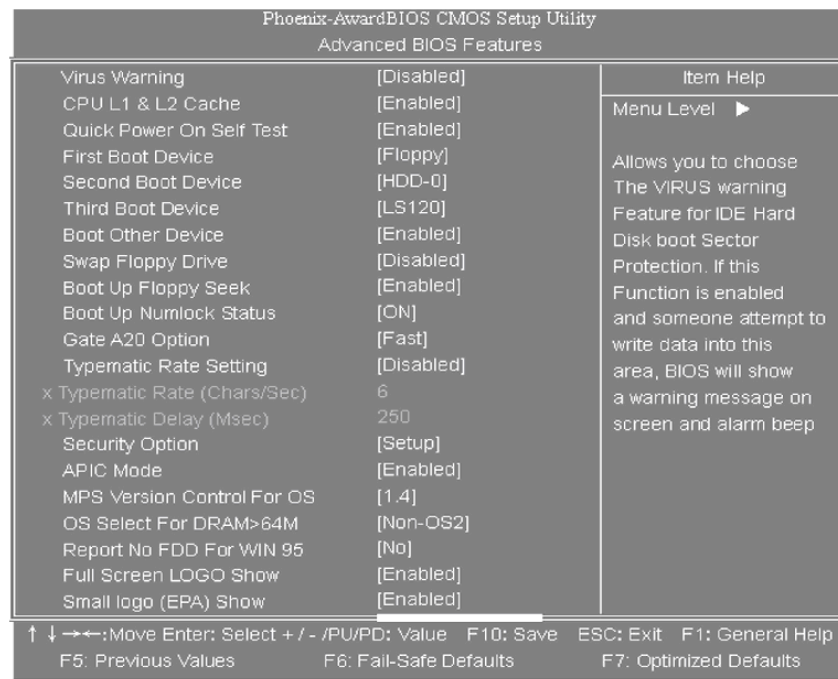 Phoenix-AwardBIOS CMOS Setup Utility
Advanced BIOS Features
Virus Warning [Disabled]
CPU L1 & L2 Cache [Enabled]
Quick Power On Self Test [Enabled]
First Boot Device [Floppy]
Second Boot Device [HDD-0]
Third Boot Device [LS120]
Boot Other Device [Enabled]
Swap Floppy Drive [Disabled]
Boot Up Floppy Seek [Enabled]
Boot Up Numlock Status [ON]
Gate A20 Option [Fast]
Typematic Rate Setting [Disabled]
x Typematic Rate (Chars/Sec) 6
x Typematic Delay (Msec) 250
Security Option [Setup]
APIC Mode [Enabled]
MPS Version Control For OS [1.4]
OS Select For DRAM>64M [Non-OS2]
Report No FDD For WIN 95 [No]
Full Screen LOGO Show [Enabled]
Small logo (EPA) Show [Enabled]
Item Help
Menu Level ▶
Allows you to choose
The VIRUS warning
Feature for IDE Hard
Disk boot Sector
Protection. If this
Function is enabled
and someone attempt to
write data into this
area, BIOS will show
a warning message on
screen and alarm beep
↑↓→←:Move Enter: Select +/-/PU/PD: Value F10: Save ESC: Exit F1: General Help
F5: Previous Values F6: Fail-Safe Defaults F7: Optimized Defaults